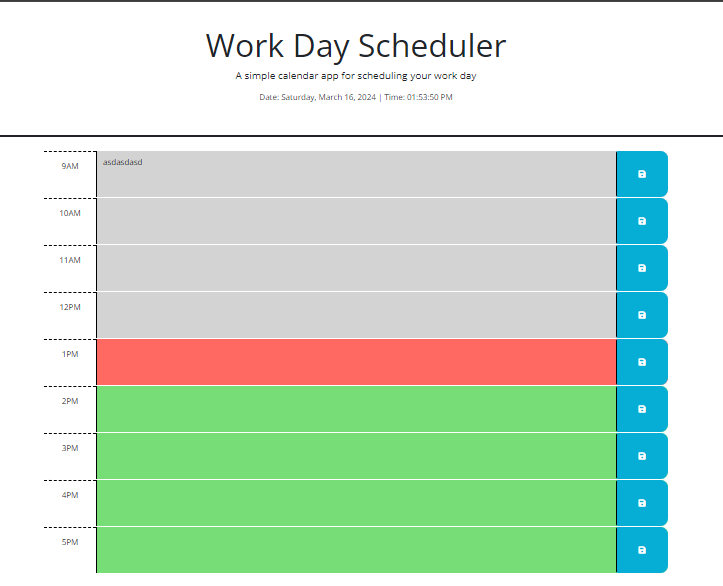 Work Day Scheduler
A simple calendar app for scheduling your work day
Date: Saturday, March 16, 2024 | Time: 01:53:50 PM
9AM
asdasdasd
10AM
11AM
12PM
1PM
2PM
3PM
4PM
5PM